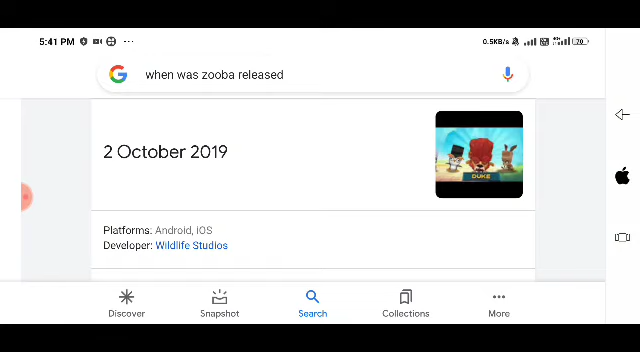 5:41 PM ... 0.5KB/s 79
when was zooba released
2 October 2019
DUKE
Platforms: Android, iOS
Developer: Wildlife Studios
Discover Snapshot Search Collections More